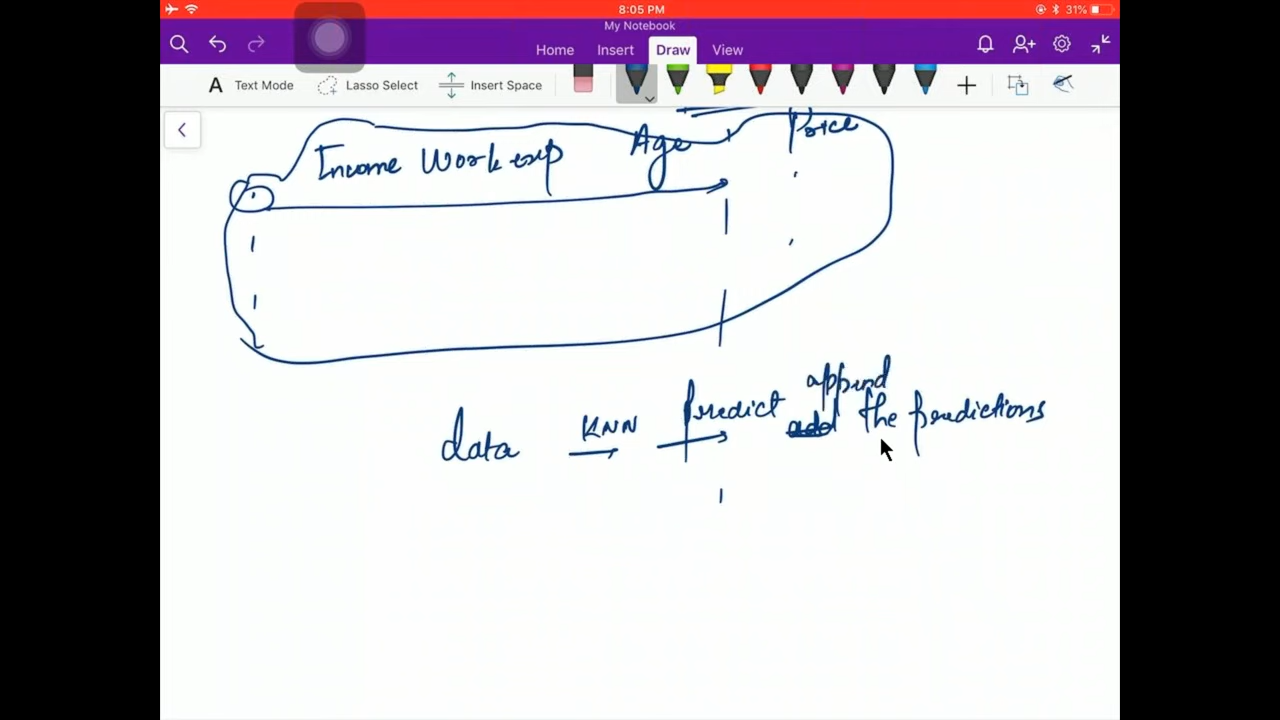 8:05 PM
31%
My Notebook
Home Insert Draw View
A Text Mode Lasso Select Insert Space
Income Work exp Age Price
append
data KNN Predict add the predictions